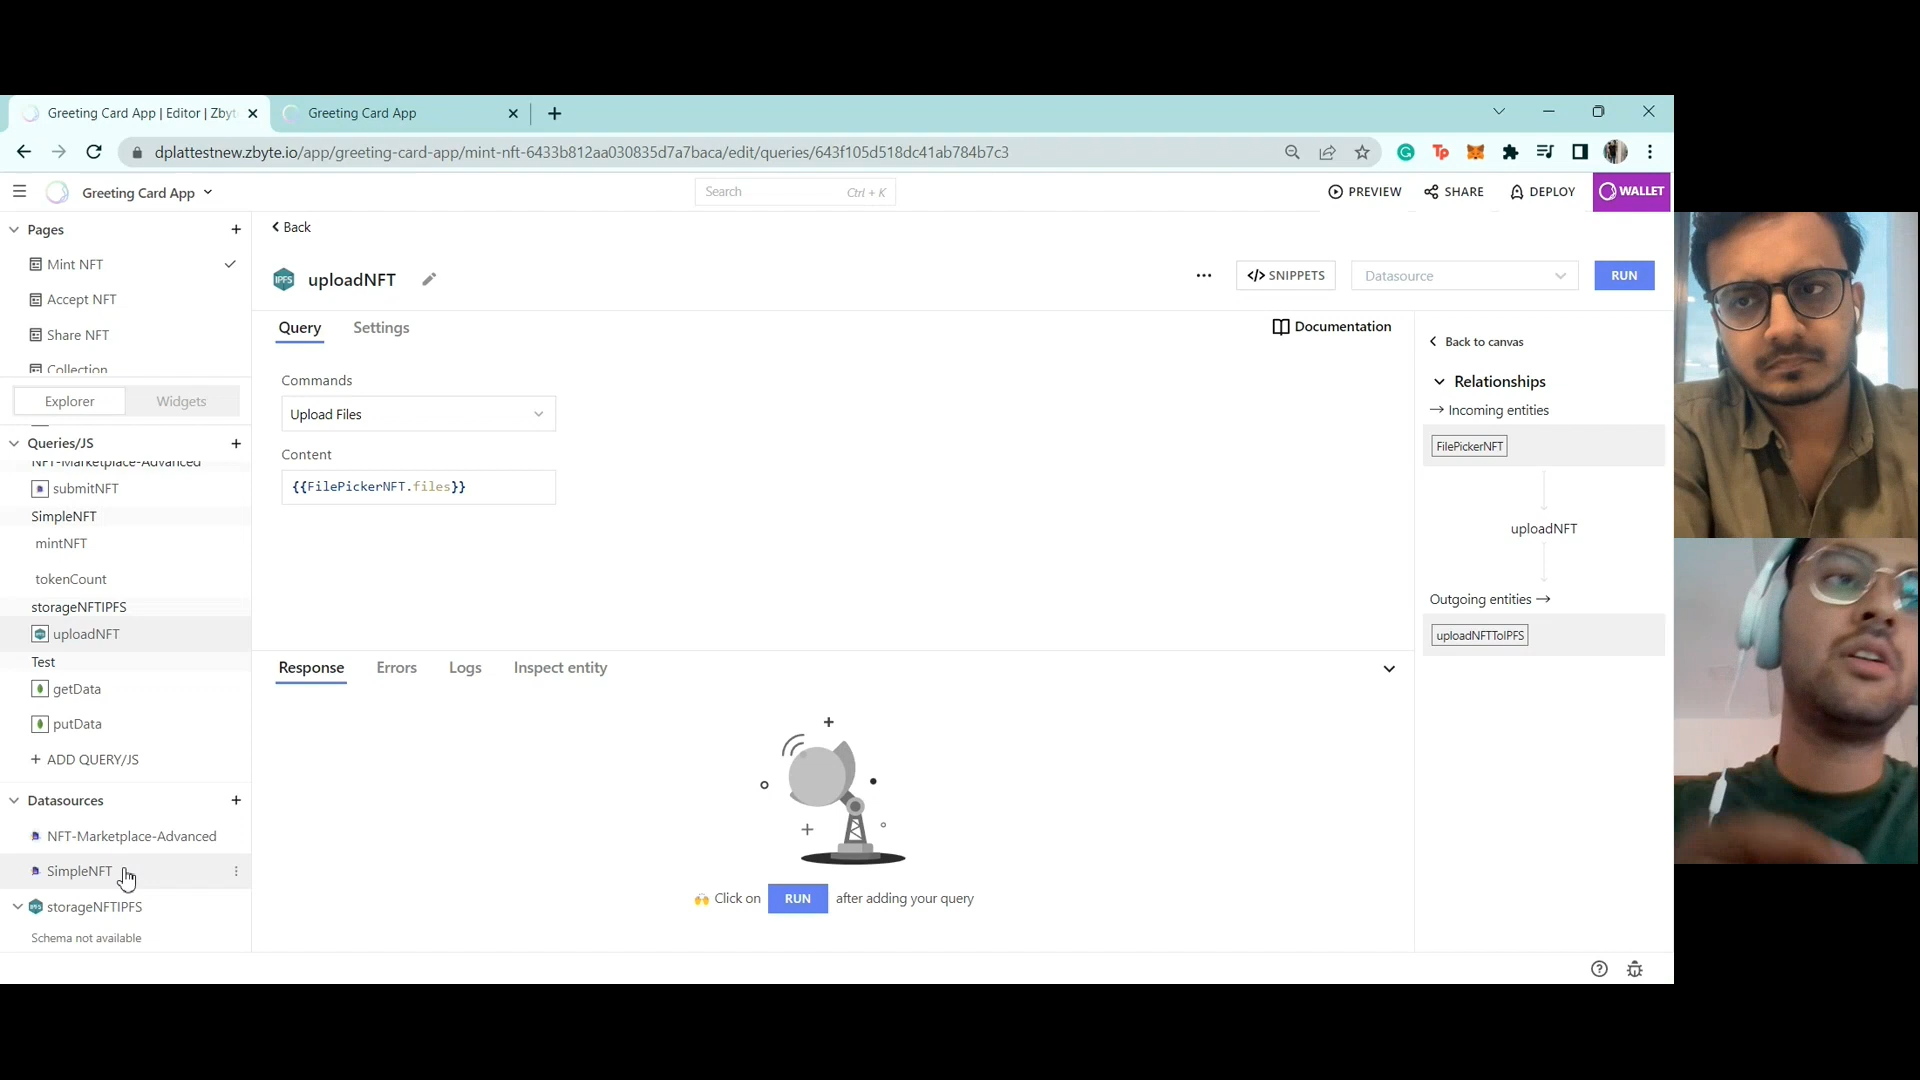 Greeting Card App | Editor | Zbyt
Greeting Card App
dplattestnew.zbyte.io/app/greeting-card-app/mint-nft-6433b812aa030835d7a7baca/edit/queries/643f105d518dc41ab784b7c3
Greeting Card App
Search Ctrl + K
PREVIEW
SHARE
DEPLOY
WALLET
Pages
Mint NFT
Accept NFT
Share NFT
Collection
Explorer
Widgets
Queries/JS
NFT-Marketplace-Advanced
submitNFT
SimpleNFT
mintNFT
tokenCount
storageNFTIPFS
uploadNFT
Test
getData
putData
+ ADD QUERY/JS
Datasources
NFT-Marketplace-Advanced
SimpleNFT
storageNFTIPFS
Schema not available
Back
IPFS
uploadNFT
</> SNIPPETS
Datasource
RUN
Query
Settings
Documentation
Commands
Upload Files
Content
{{FilePickerNFT.files}}
Response
Errors
Logs
Inspect entity
Click on RUN after adding your query
Back to canvas
Relationships
Incoming entities
FilePickerNFT
uploadNFT
Outgoing entities
uploadNFTToIPFS